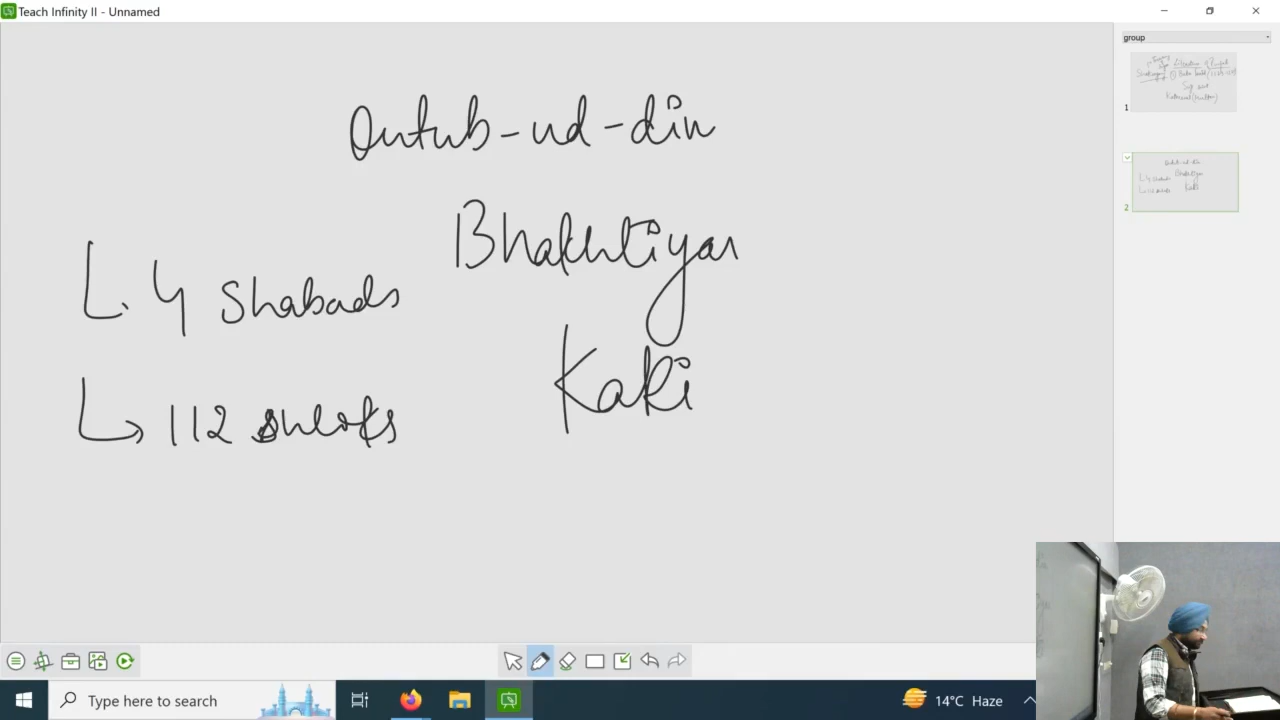 Teach Infinity II - Unnamed
group
Qutub-ud-din
Bhakhtiyar
Kaki
4 Shabads
112 shloks
1
2
Type here to search
14°C Haze